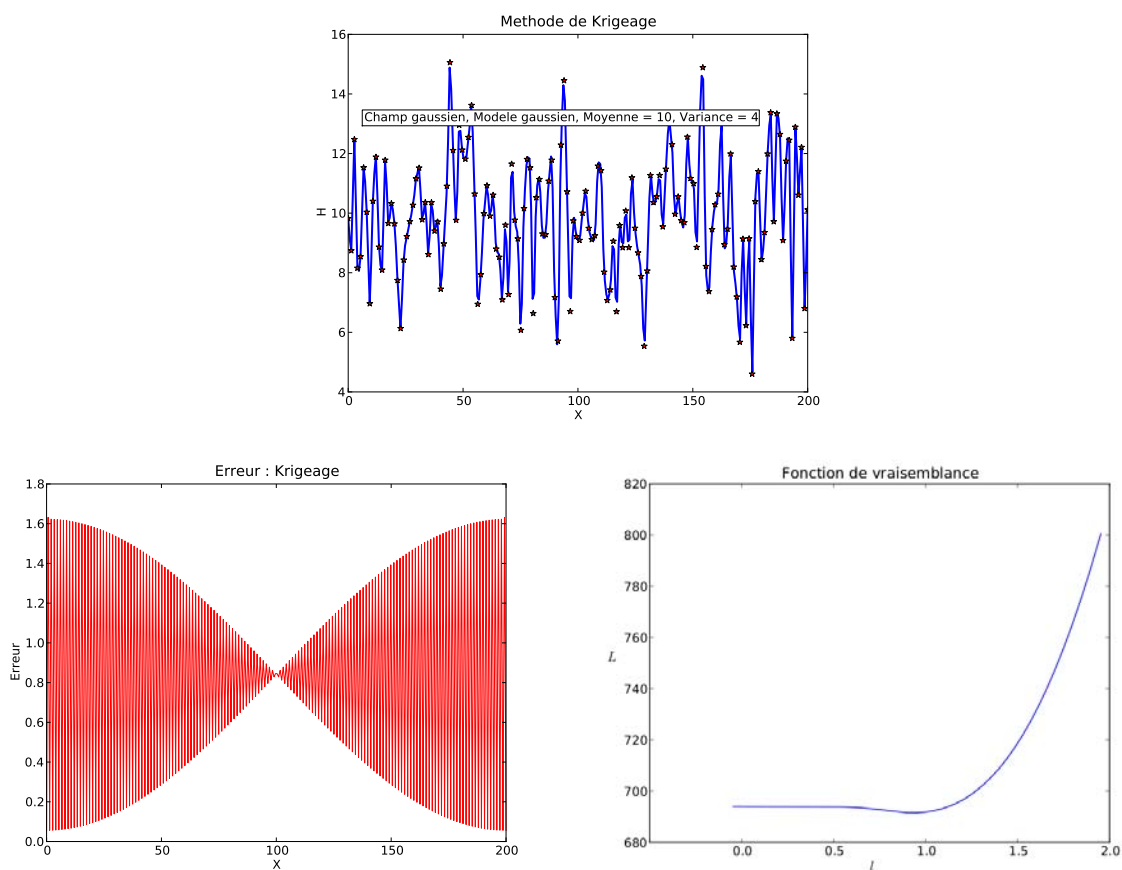 Methode de Krigeage
16
14
Champ gaussien, Modele gaussien, Moyenne = 10, Variance = 4
12
H
10
8
6
4
0 50 100 150 200
X
Erreur : Krigeage
1.8
1.6
1.4
1.2
1.0
Erreur
0.8
0.6
0.4
0.2
0.0
0 50 100 150 200
X
Fonction de vraisemblance
820
800
780
760
L
740
720
700
680
0.0 0.5 1.0 1.5 2.0
l